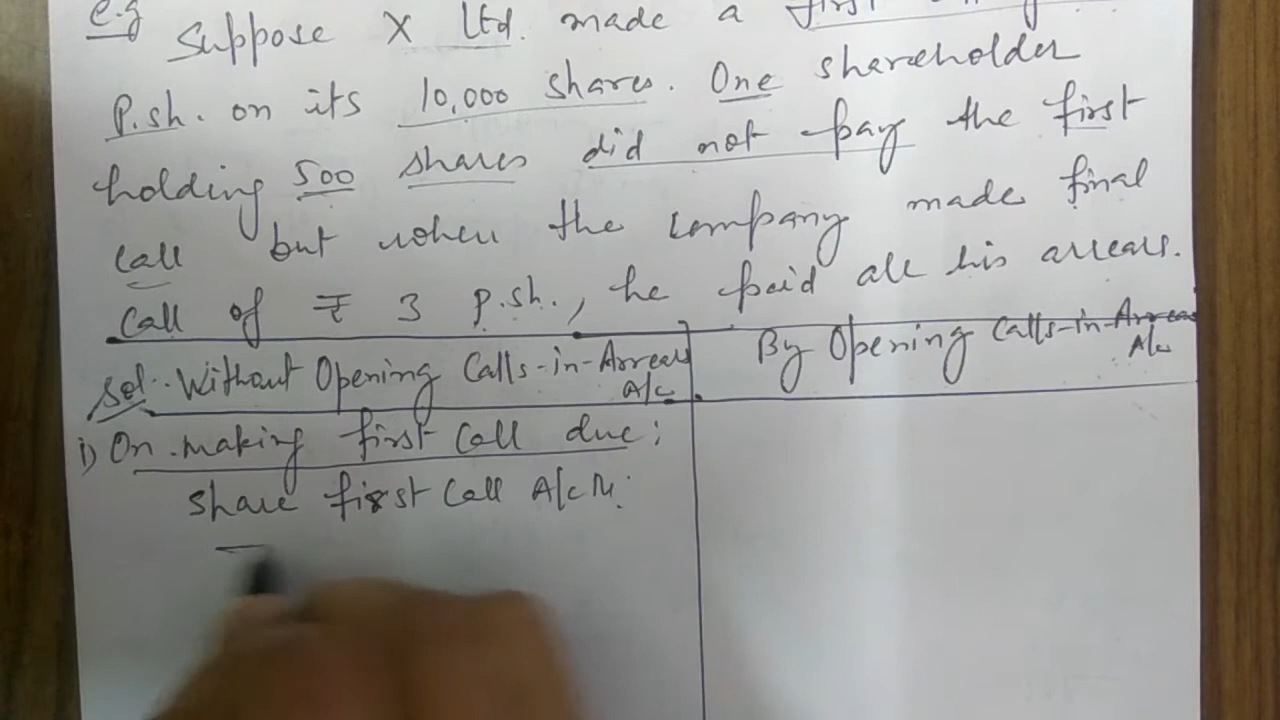 e.g Suppose X Ltd. made a first
P.sh. on its 10,000 shares. One shareholder
holding 500 shares did not pay the first
call but when the company made final
call of ₹ 3 p.sh., he paid all his arrears.
Sol:. Without Opening Calls-in-Arrears A/c
By Opening Calls-in-Arrears A/c
i) On making first call due:
Share first call A/c Dr.